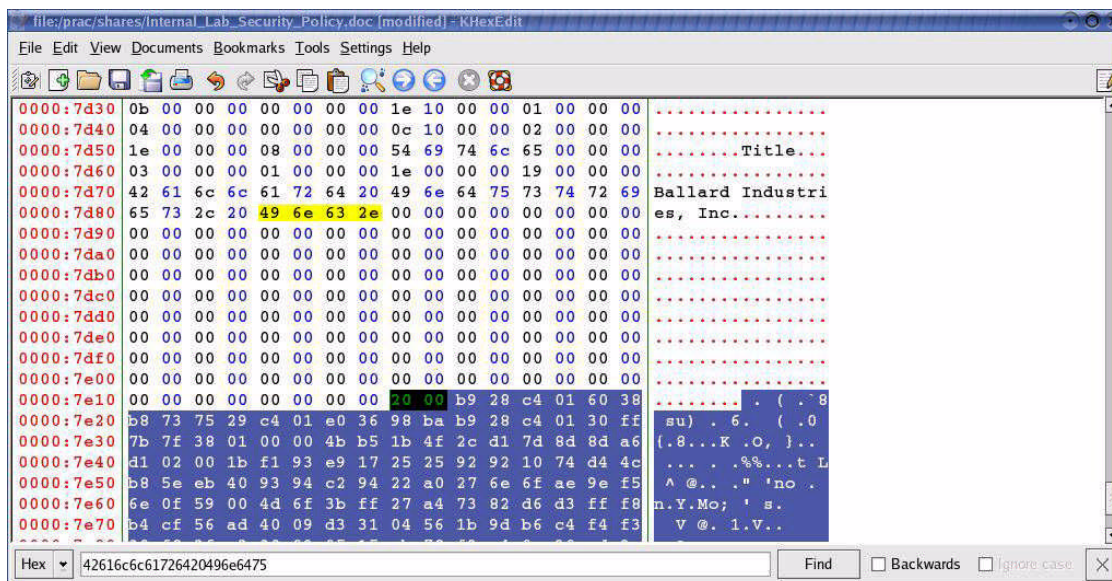 file:/prac/shares/Internal_Lab_Security_Policy.doc [modified] - KHexEdit
File Edit View Documents Bookmarks Tools Settings Help
0000:7d30 0b 00 00 00 00 00 00 00 1e 10 00 00 01 00 00 00 ................
0000:7d40 04 00 00 00 00 00 00 00 0c 10 00 00 02 00 00 00 ................
0000:7d50 1e 00 00 00 08 00 00 00 54 69 74 6c 65 00 00 00 ........Title...
0000:7d60 03 00 00 00 01 00 00 00 1e 00 00 00 19 00 00 00 ................
0000:7d70 42 61 6c 6c 61 72 64 20 49 6e 64 75 73 74 72 69 Ballard Industri
0000:7d80 65 73 2c 20 49 6e 63 2e 00 00 00 00 00 00 00 00 es, Inc.........
0000:7d90 00 00 00 00 00 00 00 00 00 00 00 00 00 00 00 00 ................
0000:7da0 00 00 00 00 00 00 00 00 00 00 00 00 00 00 00 00 ................
0000:7db0 00 00 00 00 00 00 00 00 00 00 00 00 00 00 00 00 ................
0000:7dc0 00 00 00 00 00 00 00 00 00 00 00 00 00 00 00 00 ................
0000:7dd0 00 00 00 00 00 00 00 00 00 00 00 00 00 00 00 00 ................
0000:7de0 00 00 00 00 00 00 00 00 00 00 00 00 00 00 00 00 ................
0000:7df0 00 00 00 00 00 00 00 00 00 00 00 00 00 00 00 00 ................
0000:7e00 00 00 00 00 00 00 00 00 00 00 00 00 00 00 00 00 ................
0000:7e10 00 00 00 00 00 00 00 00 20 00 b9 28 c4 01 60 38 ........ . ( .`8
0000:7e20 b8 73 75 29 c4 01 e0 36 98 ba b9 28 c4 01 30 ff su) . 6. ( .0
0000:7e30 7b 7f 38 01 00 00 4b b5 1b 4f 2c d1 7d 8d 8d a6 {.8...K .O, }..
0000:7e40 d1 02 00 1b f1 93 e9 17 25 25 92 92 10 74 d4 4c ... . .%%...t L
0000:7e50 b8 5e eb 40 93 94 c2 94 22 a0 27 6e 6f ae 9e f5 ^ @.. ." 'no .
0000:7e60 6e 0f 59 00 4d 6f 3b ff 27 a4 73 82 d6 d3 ff f8 n.Y.Mo; ' s.
0000:7e70 b4 cf 56 ad 40 09 d3 31 04 56 1b 9d b6 c4 f4 f3 V @. 1.V..
Hex 42616c6c61726420496e6475 Find Backwards Ignore case